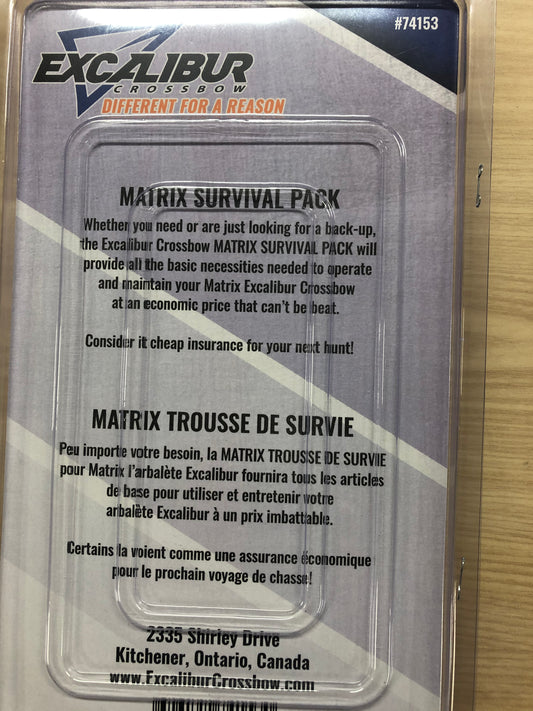 #74153
EXCALIBUR
CROSSBOW
DIFFERENT FOR A REASON
MATRIX SURVIVAL PACK
Whether you need or are just looking for a back-up,
the Excalibur Crossbow MATRIX SURVIVAL PACK will
provide all the basic necessities needed to operate
and maintain your Matrix Excalibur Crossbow
at an economic price that can't be beat.
Consider it cheap insurance for your next hunt!
MATRIX TROUSSE DE SURVIE
Peu importe votre besoin, la MATRIX TROUSSE DE SURVIE
pour Matrix l'arbalète Excalibur fournira tous les articles
de base pour utiliser et entretenir votre
arbalète Excalibur à un prix imbattable.
Certains la voient comme une assurance économique
pour le prochain voyage de chasse!
2335 Shirley Drive
Kitchener, Ontario, Canada
www.ExcaliburCrossbow.com